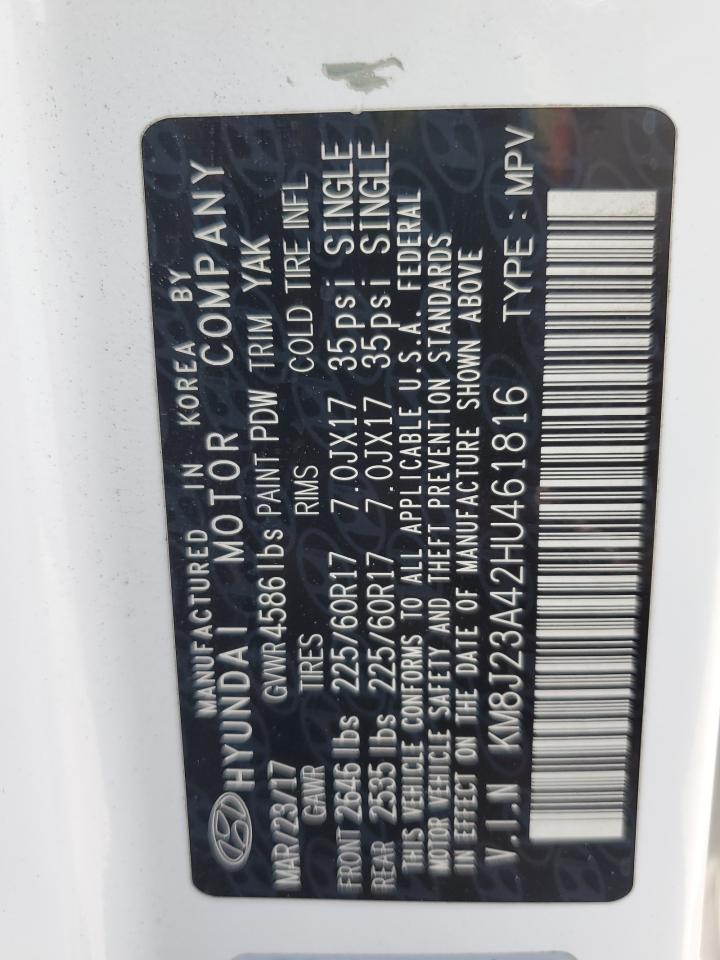 MANUFACTURED IN KOREA BY
HYUNDAI MOTOR COMPANY
MAR/23/17 GVWR 4586 lbs PAINT PDW TRIM YAK
GAWR TIRES RIMS COLD TIRE INFL
FRONT 2646 lbs 225/60R17 7.0JX17 35psi SINGLE
REAR 2535 lbs 225/60R17 7.0JX17 35psi SINGLE
THIS VEHICLE CONFORMS TO ALL APPLICABLE U.S.A. FEDERAL
MOTOR VEHICLE SAFETY AND THEFT PREVENTION STANDARDS
IN EFFECT ON THE DATE OF MANUFACTURE SHOWN ABOVE
V.I.N KM8J23A42HU461816 TYPE : MPV